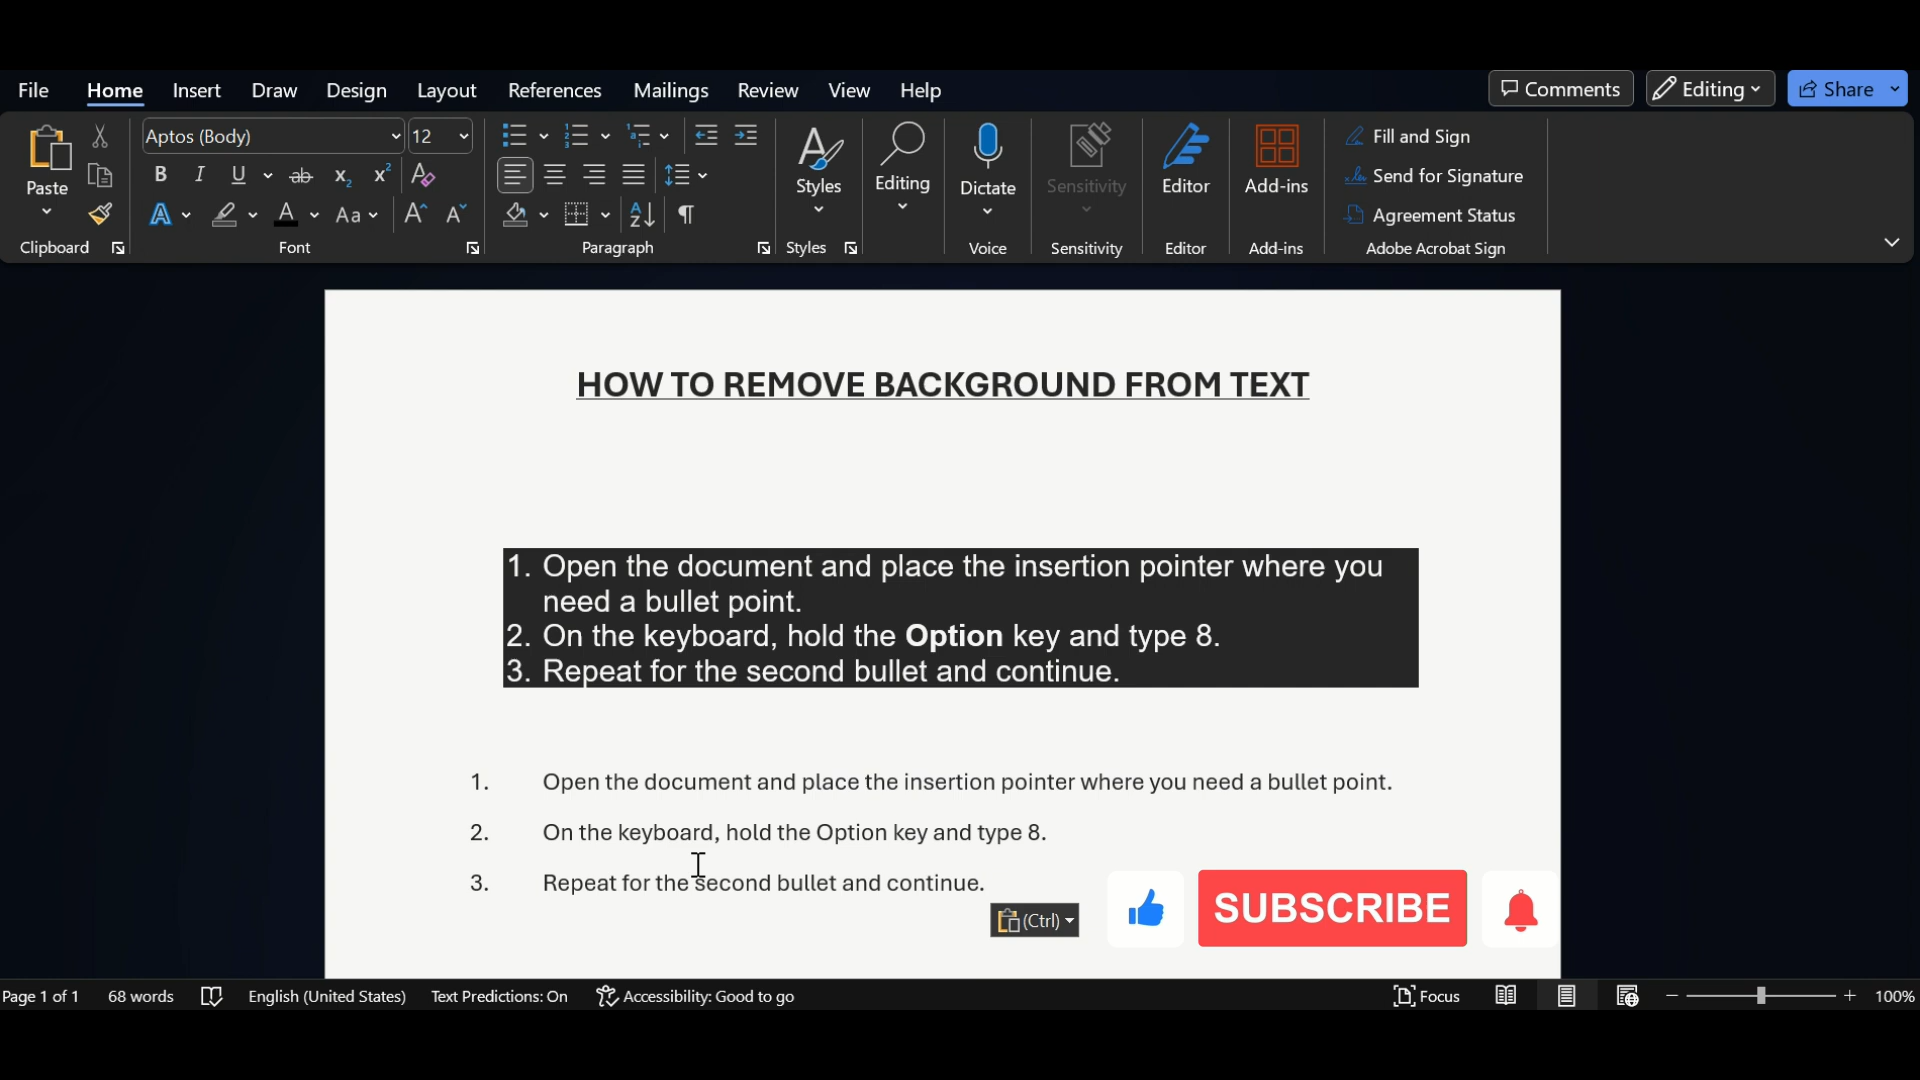 File Home Insert Draw Design Layout References Mailings Review View Help Comments Editing Share
Aptos (Body) 12
Paste Styles Editing Dictate Sensitivity Editor Add-ins
Fill and Sign
Send for Signature
Agreement Status
Clipboard Font Paragraph Styles Voice Sensitivity Editor Add-ins Adobe Acrobat Sign
HOW TO REMOVE BACKGROUND FROM TEXT
1. Open the document and place the insertion pointer where you
need a bullet point.
2. On the keyboard, hold the Option key and type 8.
3. Repeat for the second bullet and continue.
1. Open the document and place the insertion pointer where you need a bullet point.
2. On the keyboard, hold the Option key and type 8.
3. Repeat for the second bullet and continue.
(Ctrl)
SUBSCRIBE
Page 1 of 1 68 words English (United States) Text Predictions: On Accessibility: Good to go Focus 100%